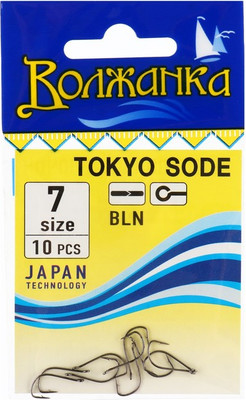 Волжанка
TOKYO SODE
7
size
10 PCS
BLN
JAPAN
TECHNOLOGY